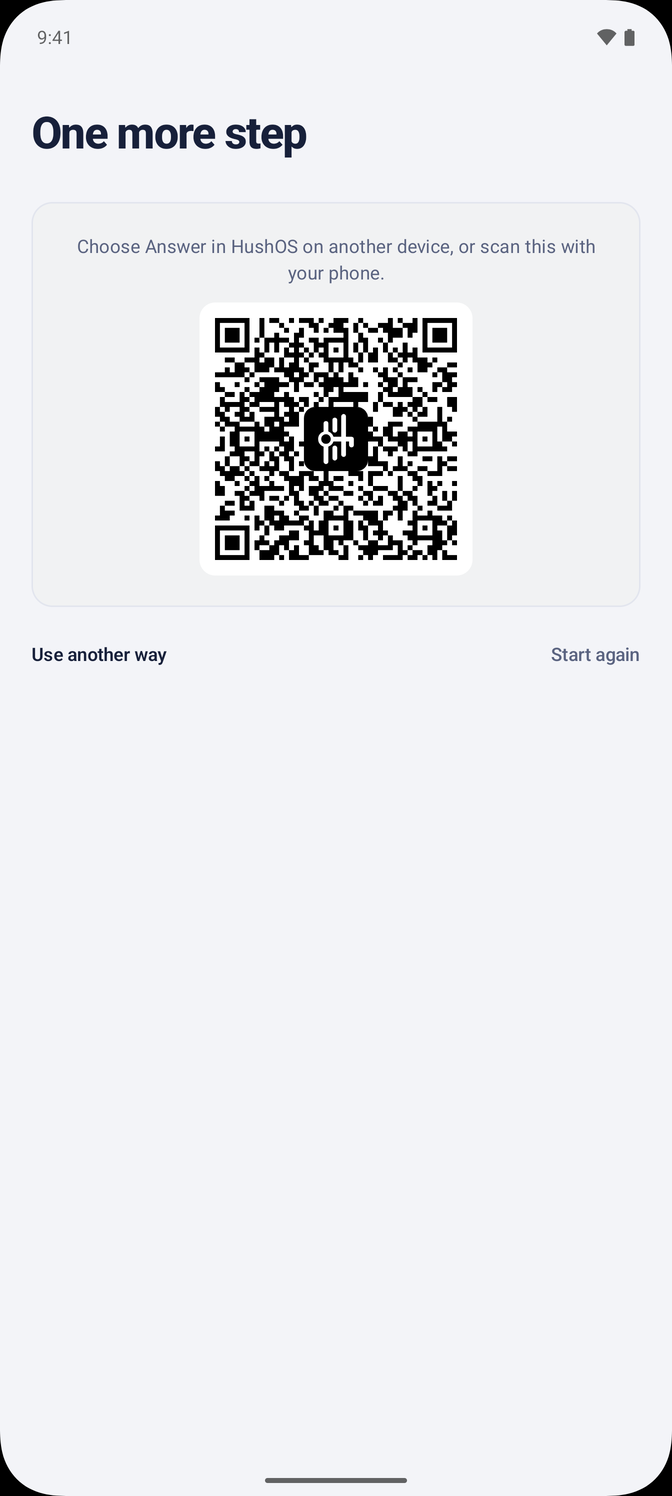 9:41
One more step
Choose Answer in HushOS on another device, or scan this with
your phone.
Use another way
Start again